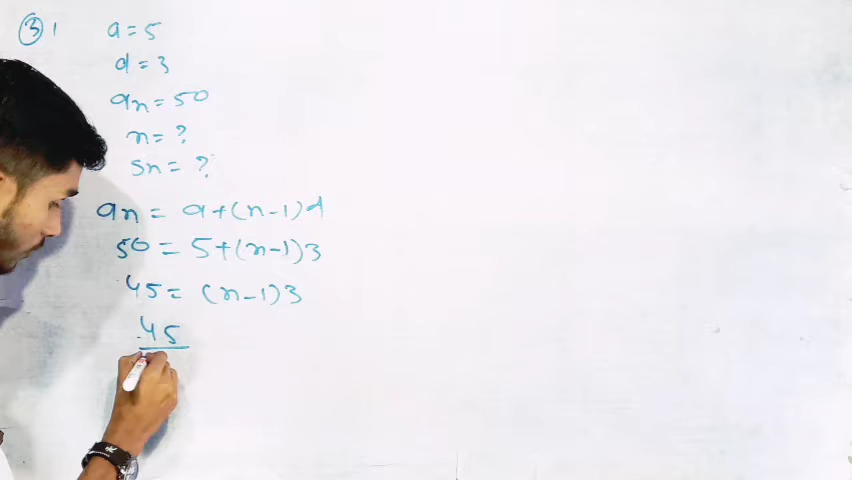 ③1 a = 5
d = 3
an = 50
n = ?
Sn = ?
an = a+(n-1)d
50 = 5+(n-1)3
45 = (n-1)3
45